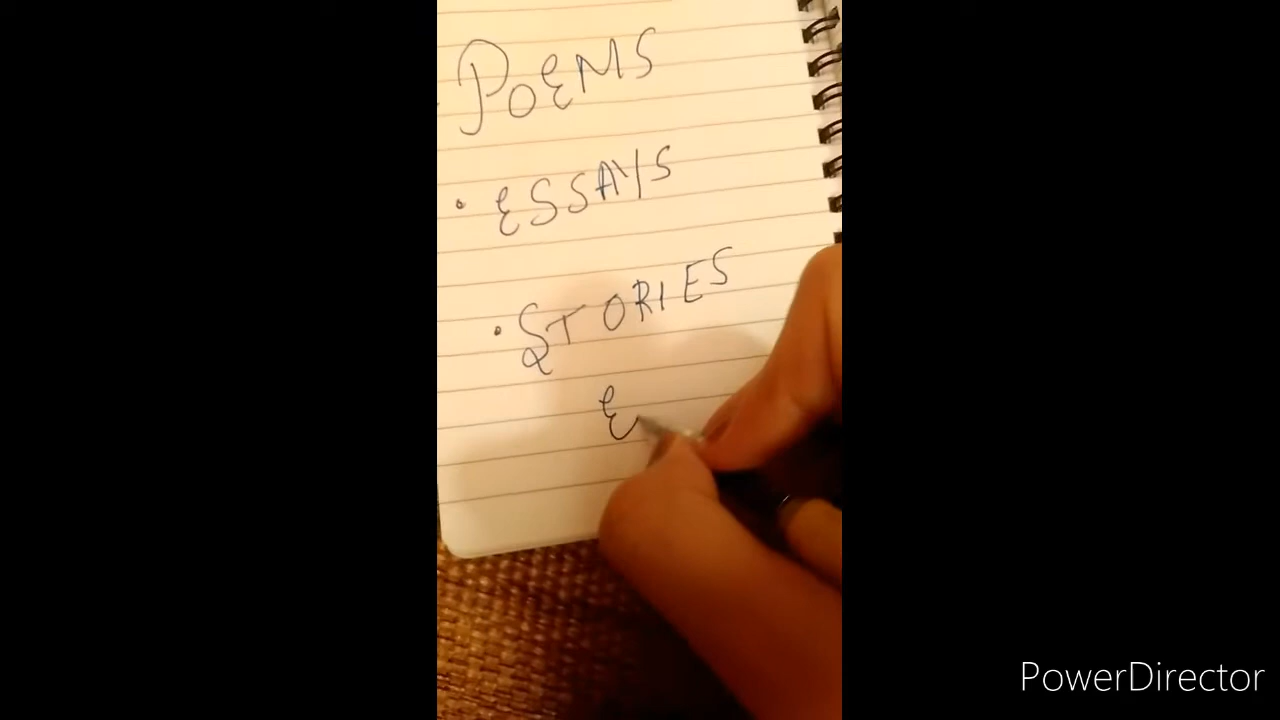 POEMS
• ESSAYS
• STORIES
E
PowerDirector